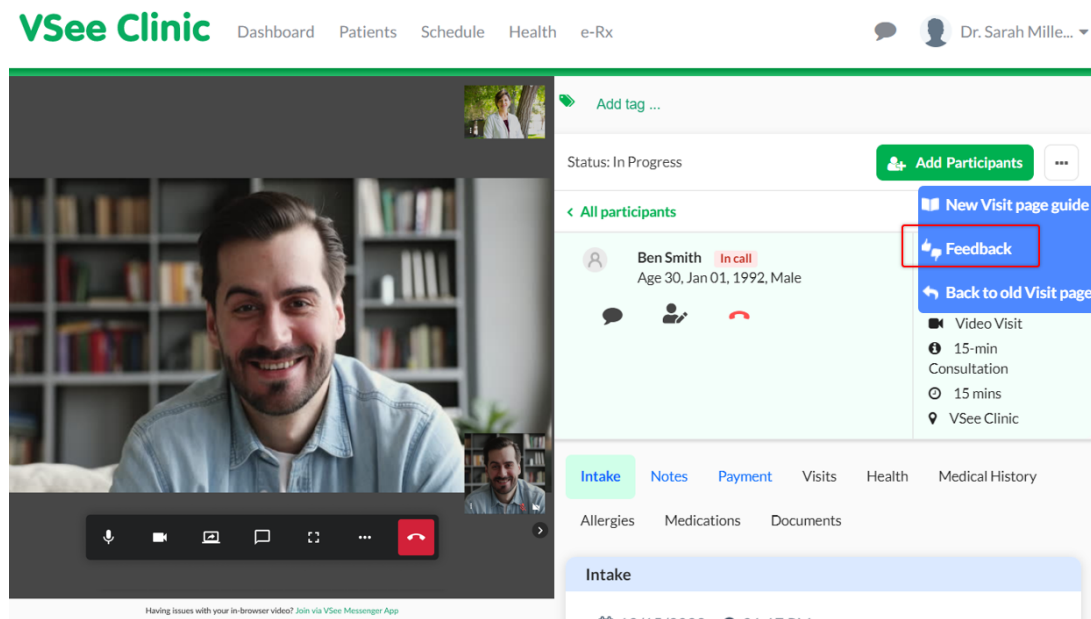 VSee Clinic Dashboard Patients Schedule Health e-Rx Dr. Sarah Mille...
Add tag ...
Status: In Progress
Add Participants
All participants
New Visit page guide
Feedback
Back to old Visit page
Ben Smith In call
Age 30, Jan 01, 1992, Male
Video Visit
15-min
Consultation
15 mins
VSee Clinic
Intake Notes Payment Visits Health Medical History
Allergies Medications Documents
Intake
Having issues with your in-browser video? Join via VSee Messenger App